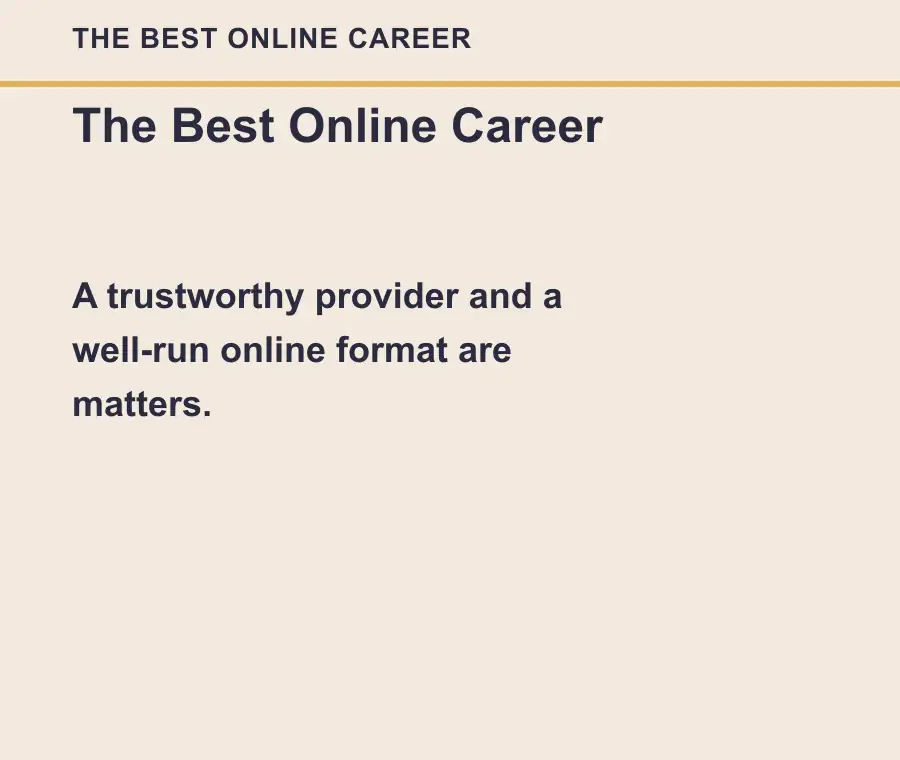 THE BEST ONLINE CAREER
The Best Online Career
A trustworthy provider and a
well-run online format are
matters.